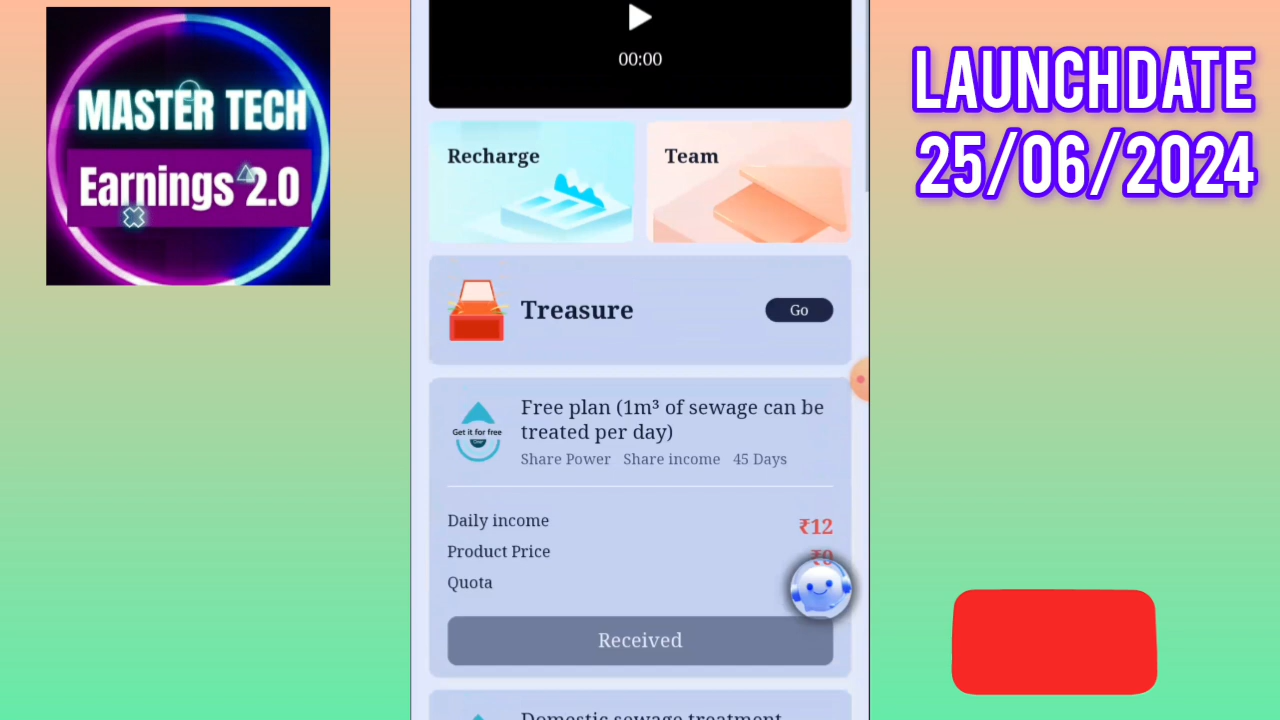 MASTER TECH
Earnings 2.0
LAUNCHDATE
25/06/2024
00:00
Recharge
Team
Treasure
Go
Get it for free
Free plan (1m³ of sewage can be
treated per day)
Share Power Share income 45 Days
Daily income
₹12
Product Price
₹0
Quota
Received
Domestic sewage treatment